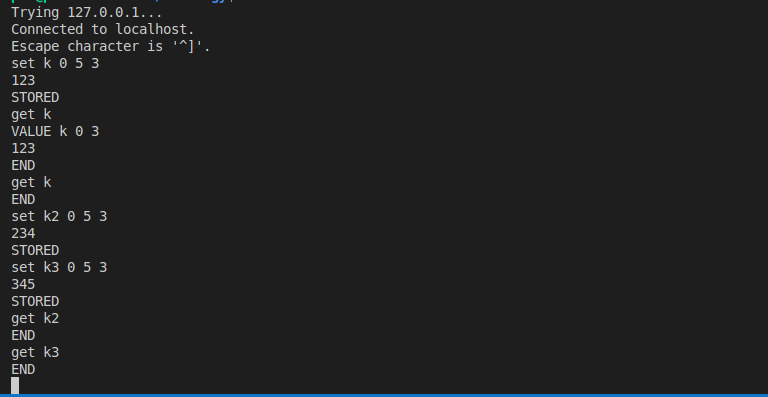 Trying 127.0.0.1...
Connected to localhost.
Escape character is '^]'.
set k 0 5 3
123
STORED
get k
VALUE k 0 3
123
END
get k
END
set k2 0 5 3
234
STORED
set k3 0 5 3
345
STORED
get k2
END
get k3
END